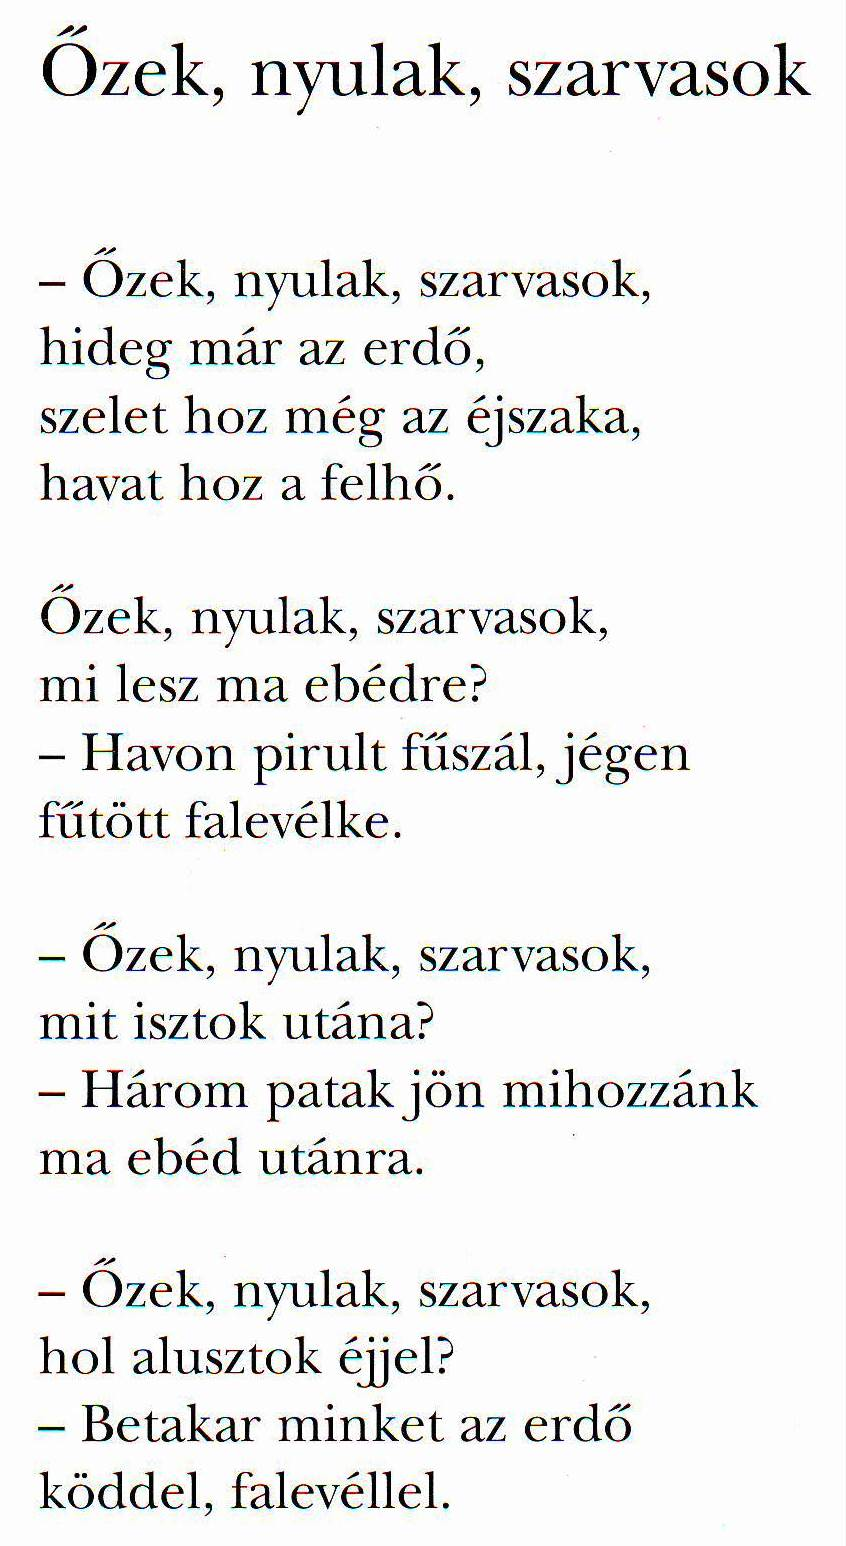 Őzek, nyulak, szarvasok
– Őzek, nyulak, szarvasok,
hideg már az erdő,
szelet hoz még az éjszaka,
havat hoz a felhő.
Őzek, nyulak, szarvasok,
mi lesz ma ebédre?
– Havon pirult fűszál, jégen
fűtött falevélke.
– Őzek, nyulak, szarvasok,
mit isztok utána?
– Három patak jön mihozzánk
ma ebéd utánra.
– Őzek, nyulak, szarvasok,
hol alusztok éjjel?
– Betakar minket az erdő
köddel, falevéllel.